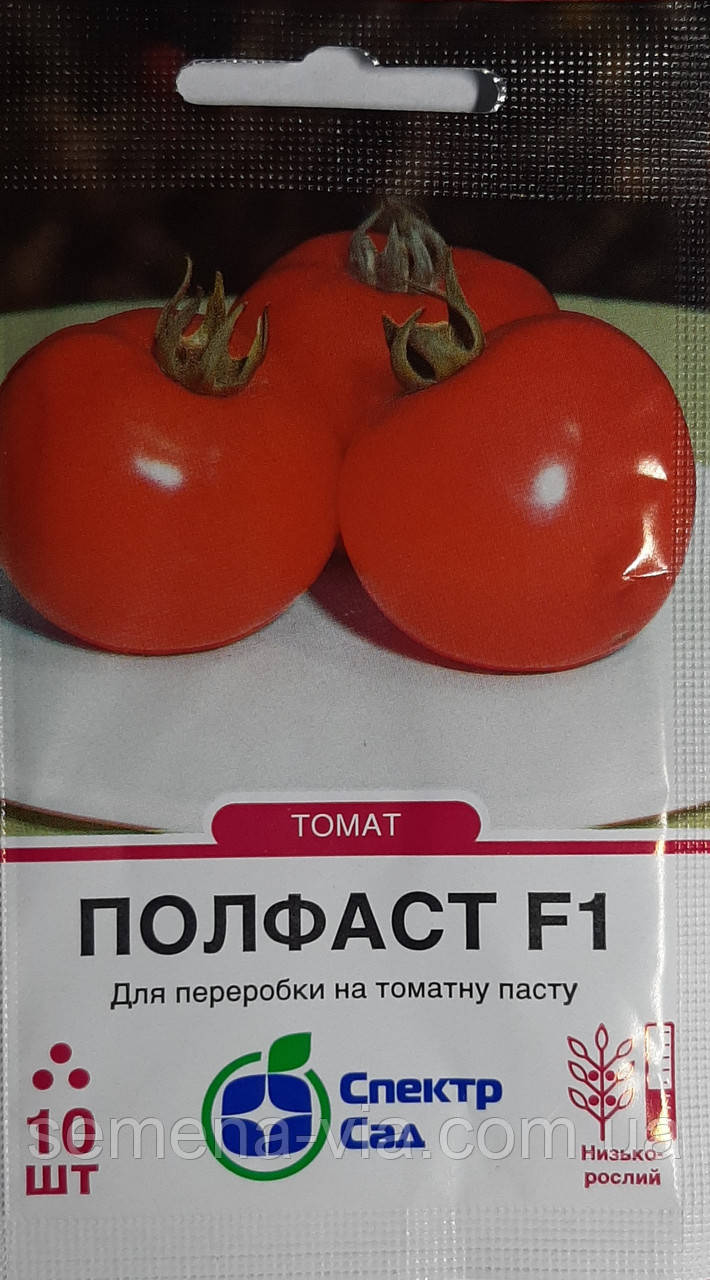 ТОМАТ
ПОЛФАСТ F1
Для переробки на томатну пасту
10
шт
Спектр
Сад
Низько-
рослий
semena-via.com.ua